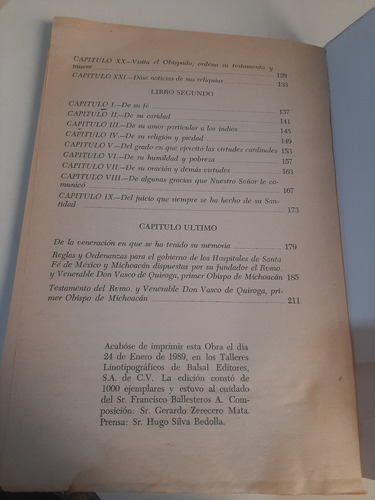 CAPITULO XX.—Visita el Obispado, ordena su testamento y
muere 129
CAPITULO XXI.—Dáse noticias de sus reliquias 133
LIBRO SEGUNDO
CAPITULO I.—De su fé 137
CAPITULO II.—De su caridad 141
CAPITULO III.—De su amor particular a los indios 145
CAPITULO IV.—De su religión y piedad 149
CAPITULO V.—Del grado en que ejercitó las virtudes cardinales 153
CAPITULO VI.—De su humildad y pobreza 157
CAPITULO VII.—De su oración y demás virtudes 163
CAPITULO VIII.—De algunas gracias que Nuestro Señor le co-
municó 167
CAPITULO IX.—Del juicio que siempre se ha hecho de su San-
tidad 173
CAPITULO ULTIMO
De la veneración en que se ha tenido su memoria 179
Reglas y Ordenanzas para el gobierno de los Hospitales de Santa
Fé de México y Michoacán dispuestas por su fundador el Rvmo.
y Venerable Don Vasco de Quiroga, primer Obispo de Michoacán 185
Testamento del Rvmo. y Venerable Don Vasco de Quiroga, pri-
mer Obispo de Michoacán 211
Acabóse de imprimir esta Obra el día
24 de Enero de 1989, en los Talleres
Linotipográficos de Balsal Editores,
S.A. de C.V. La edición constó de
1000 ejemplares y estuvo al cuidado
del Sr. Francisco Ballesteros A. Com-
posición: Sr. Gerardo Zerecero Mata.
Prensa: Sr. Hugo Silva Bedolla.